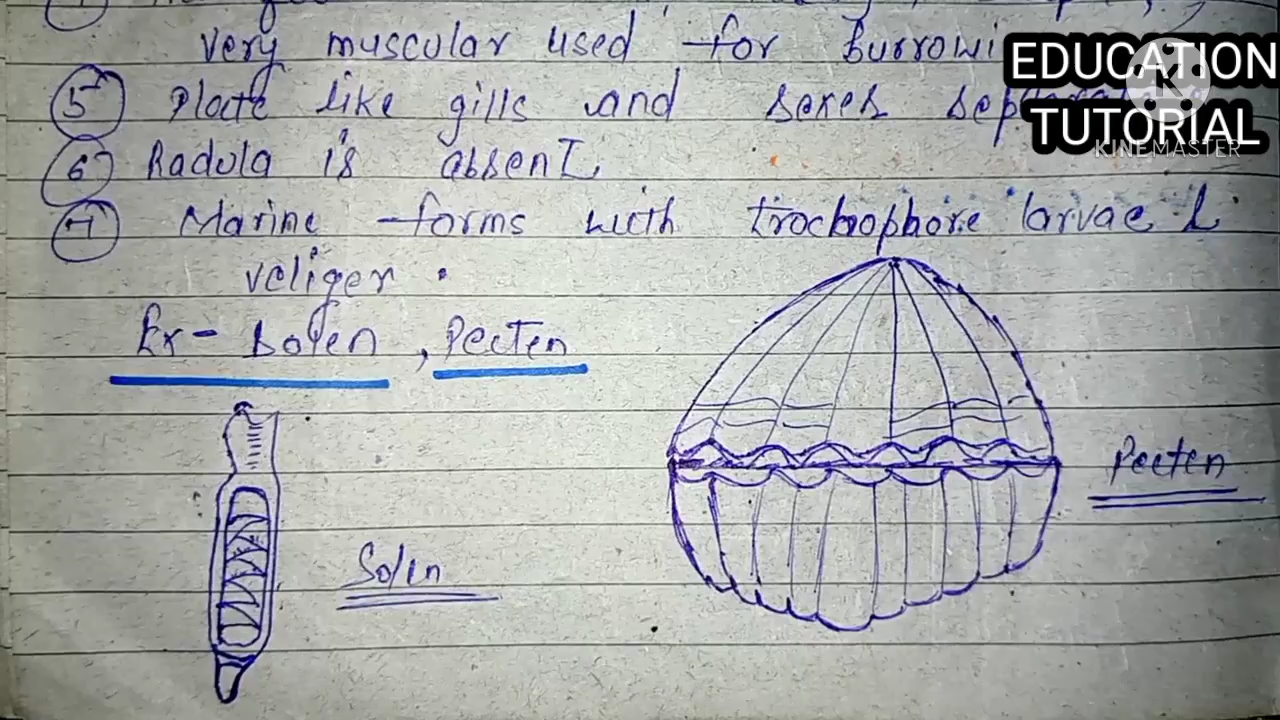 very muscular used for Burrowi
EDUCATION
TUTORIAL
KINEMASTER
5 Plate like gills and sexes
6 Radula is absent
7 Marine forms with trochophore larvae &
veliger.
Ex - Solen, Pecten
Pecten
Solen